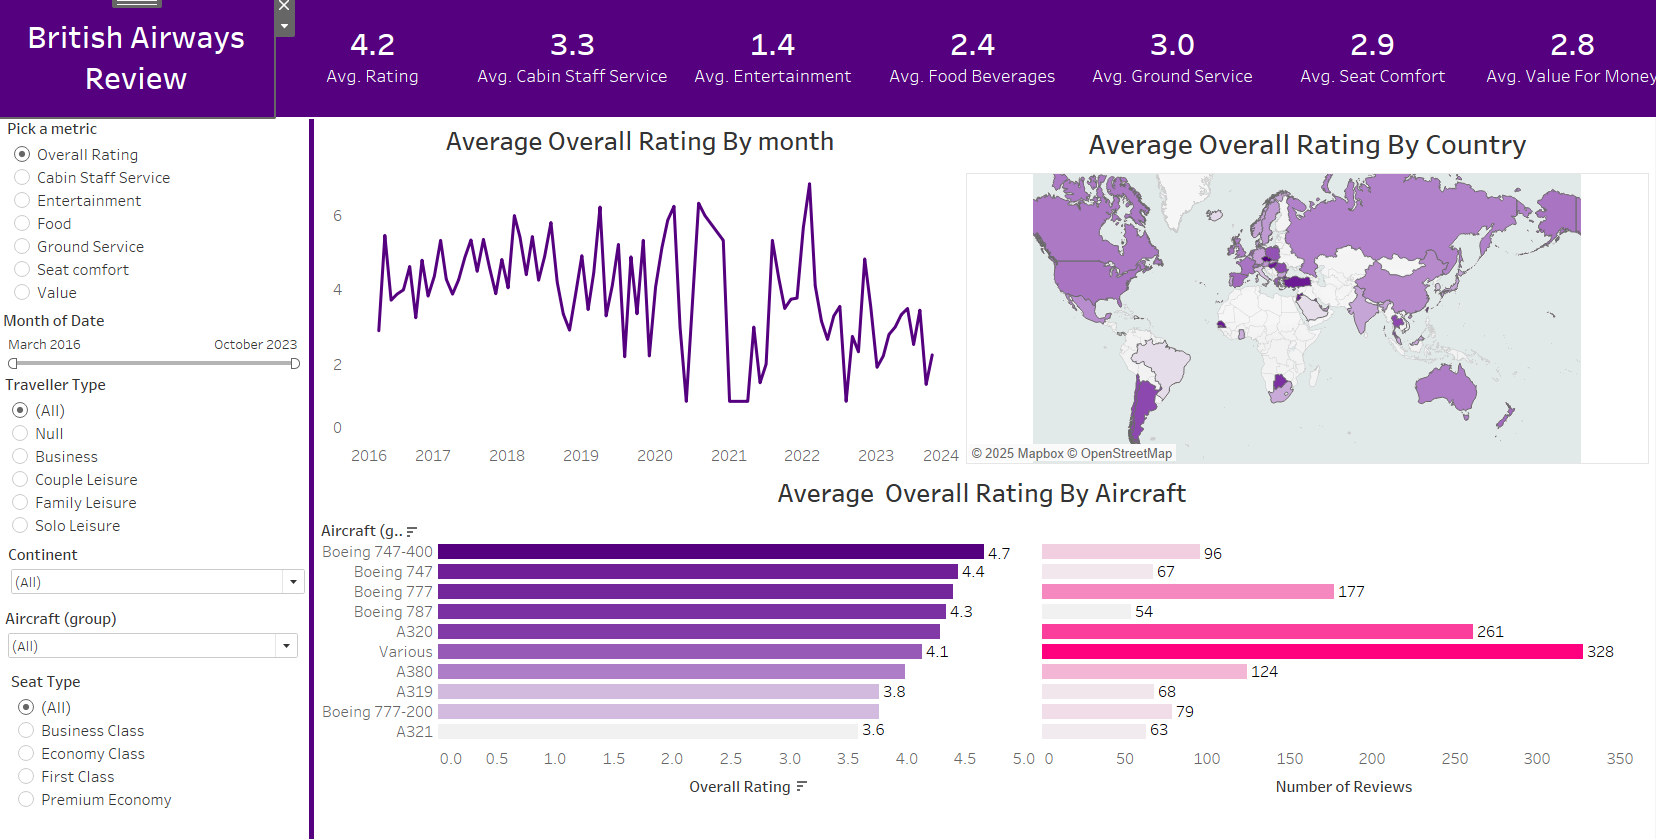 British Airways
Review
4.2
Avg. Rating
3.3
Avg. Cabin Staff Service
1.4
Avg. Entertainment
2.4
Avg. Food Beverages
3.0
Avg. Ground Service
2.9
Avg. Seat Comfort
2.8
Avg. Value For Money
Pick a metric
Overall Rating
Cabin Staff Service
Entertainment
Food
Ground Service
Seat comfort
Value
Month of Date
March 2016 October 2023
Traveller Type
(All)
Null
Business
Couple Leisure
Family Leisure
Solo Leisure
Continent
(All)
Aircraft (group)
(All)
Seat Type
(All)
Business Class
Economy Class
First Class
Premium Economy
Average Overall Rating By month
6
4
2
0
2016 2017 2018 2019 2020 2021 2022 2023 2024
Average Overall Rating By Country
© 2025 Mapbox © OpenStreetMap
Average Overall Rating By Aircraft
Aircraft (g..
Boeing 747-400 4.7 96
Boeing 747 4.4 67
Boeing 777 177
Boeing 787 4.3 54
A320 261
Various 4.1 328
A380 124
A319 3.8 68
Boeing 777-200 79
A321 3.6 63
0.0 0.5 1.0 1.5 2.0 2.5 3.0 3.5 4.0 4.5 5.0 0 50 100 150 200 250 300 350
Overall Rating Number of Reviews